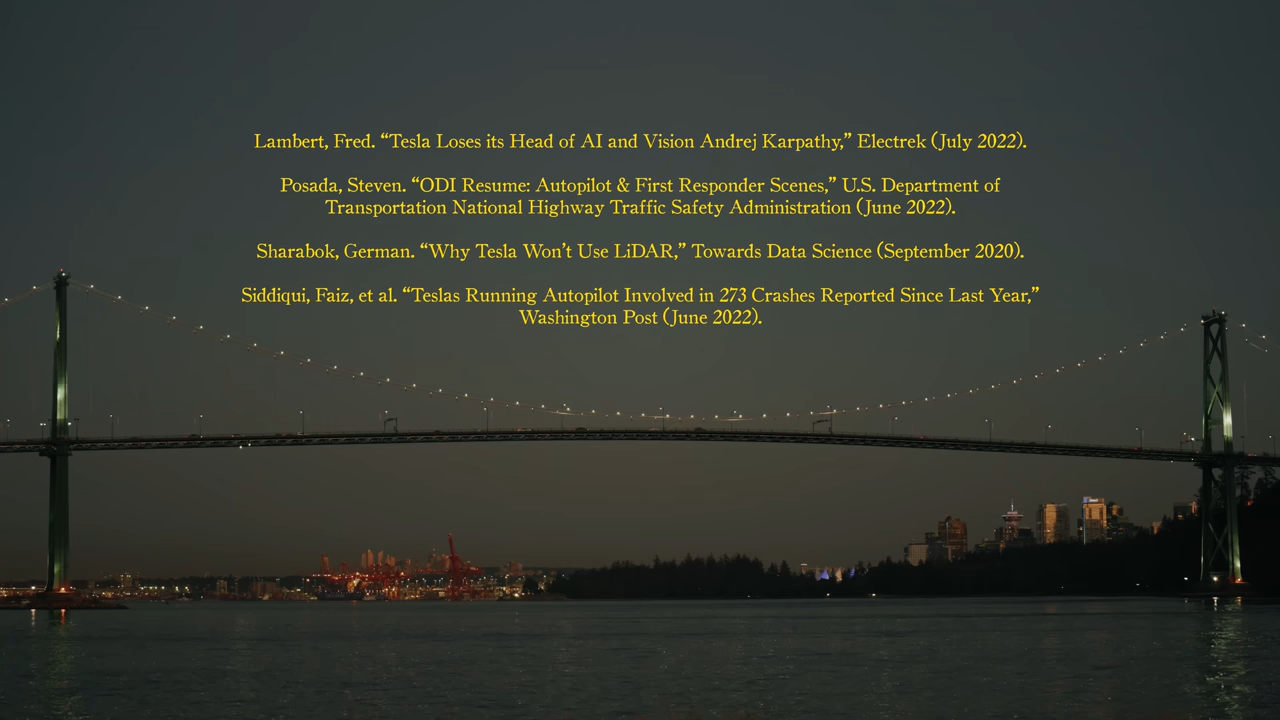 Lambert, Fred. “Tesla Loses its Head of AI and Vision Andrej Karpathy,” Electrek (July 2022).
Posada, Steven. “ODI Resume: Autopilot & First Responder Scenes,” U.S. Department of
Transportation National Highway Traffic Safety Administration (June 2022).
Sharabok, German. “Why Tesla Won’t Use LiDAR,” Towards Data Science (September 2020).
Siddiqui, Faiz, et al. “Teslas Running Autopilot Involved in 273 Crashes Reported Since Last Year,”
Washington Post (June 2022).